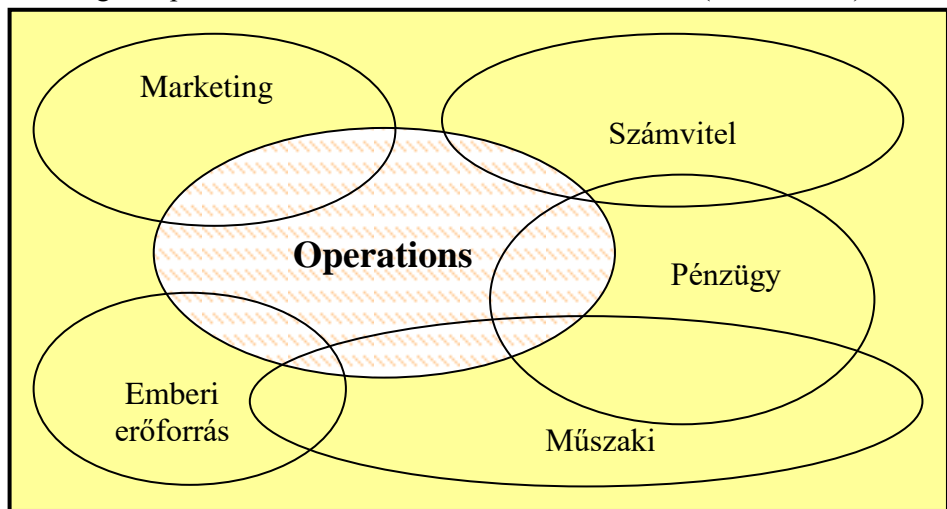 Marketing
Számvitel
Operations
Pénzügy
Emberi
erőforrás
Műszaki